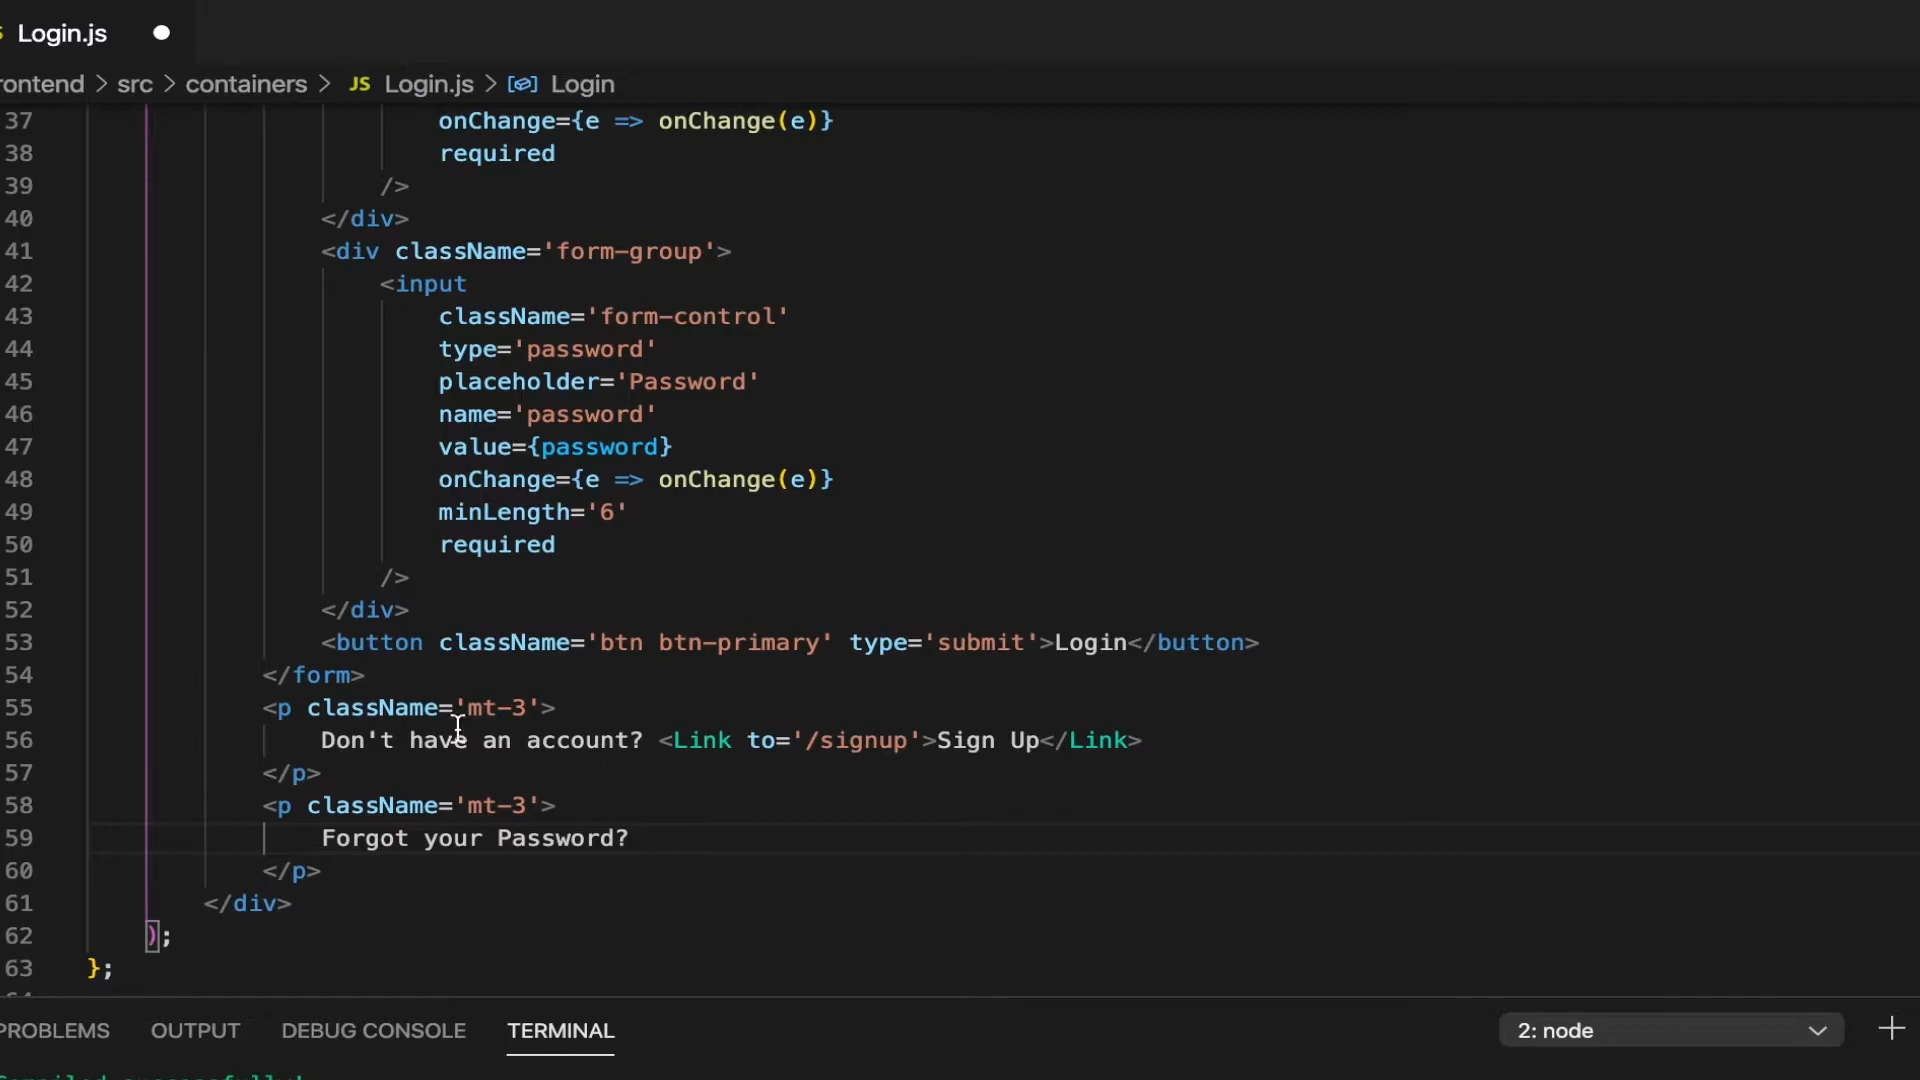 Login.js
rontend > src > containers > JS Login.js > Login
37 onChange={e => onChange(e)}
38 required
39 />
40 </div>
41 <div className='form-group'>
42 <input
43 className='form-control'
44 type='password'
45 placeholder='Password'
46 name='password'
47 value={password}
48 onChange={e => onChange(e)}
49 minLength='6'
50 required
51 />
52 </div>
53 <button className='btn btn-primary' type='submit'>Login</button>
54 </form>
55 <p className='mt-3'>
56 Don't have an account? <Link to='/signup'>Sign Up</Link>
57 </p>
58 <p className='mt-3'>
59 Forgot your Password?
60 </p>
61 </div>
62 );
63 };
PROBLEMS OUTPUT DEBUG CONSOLE TERMINAL 2: node